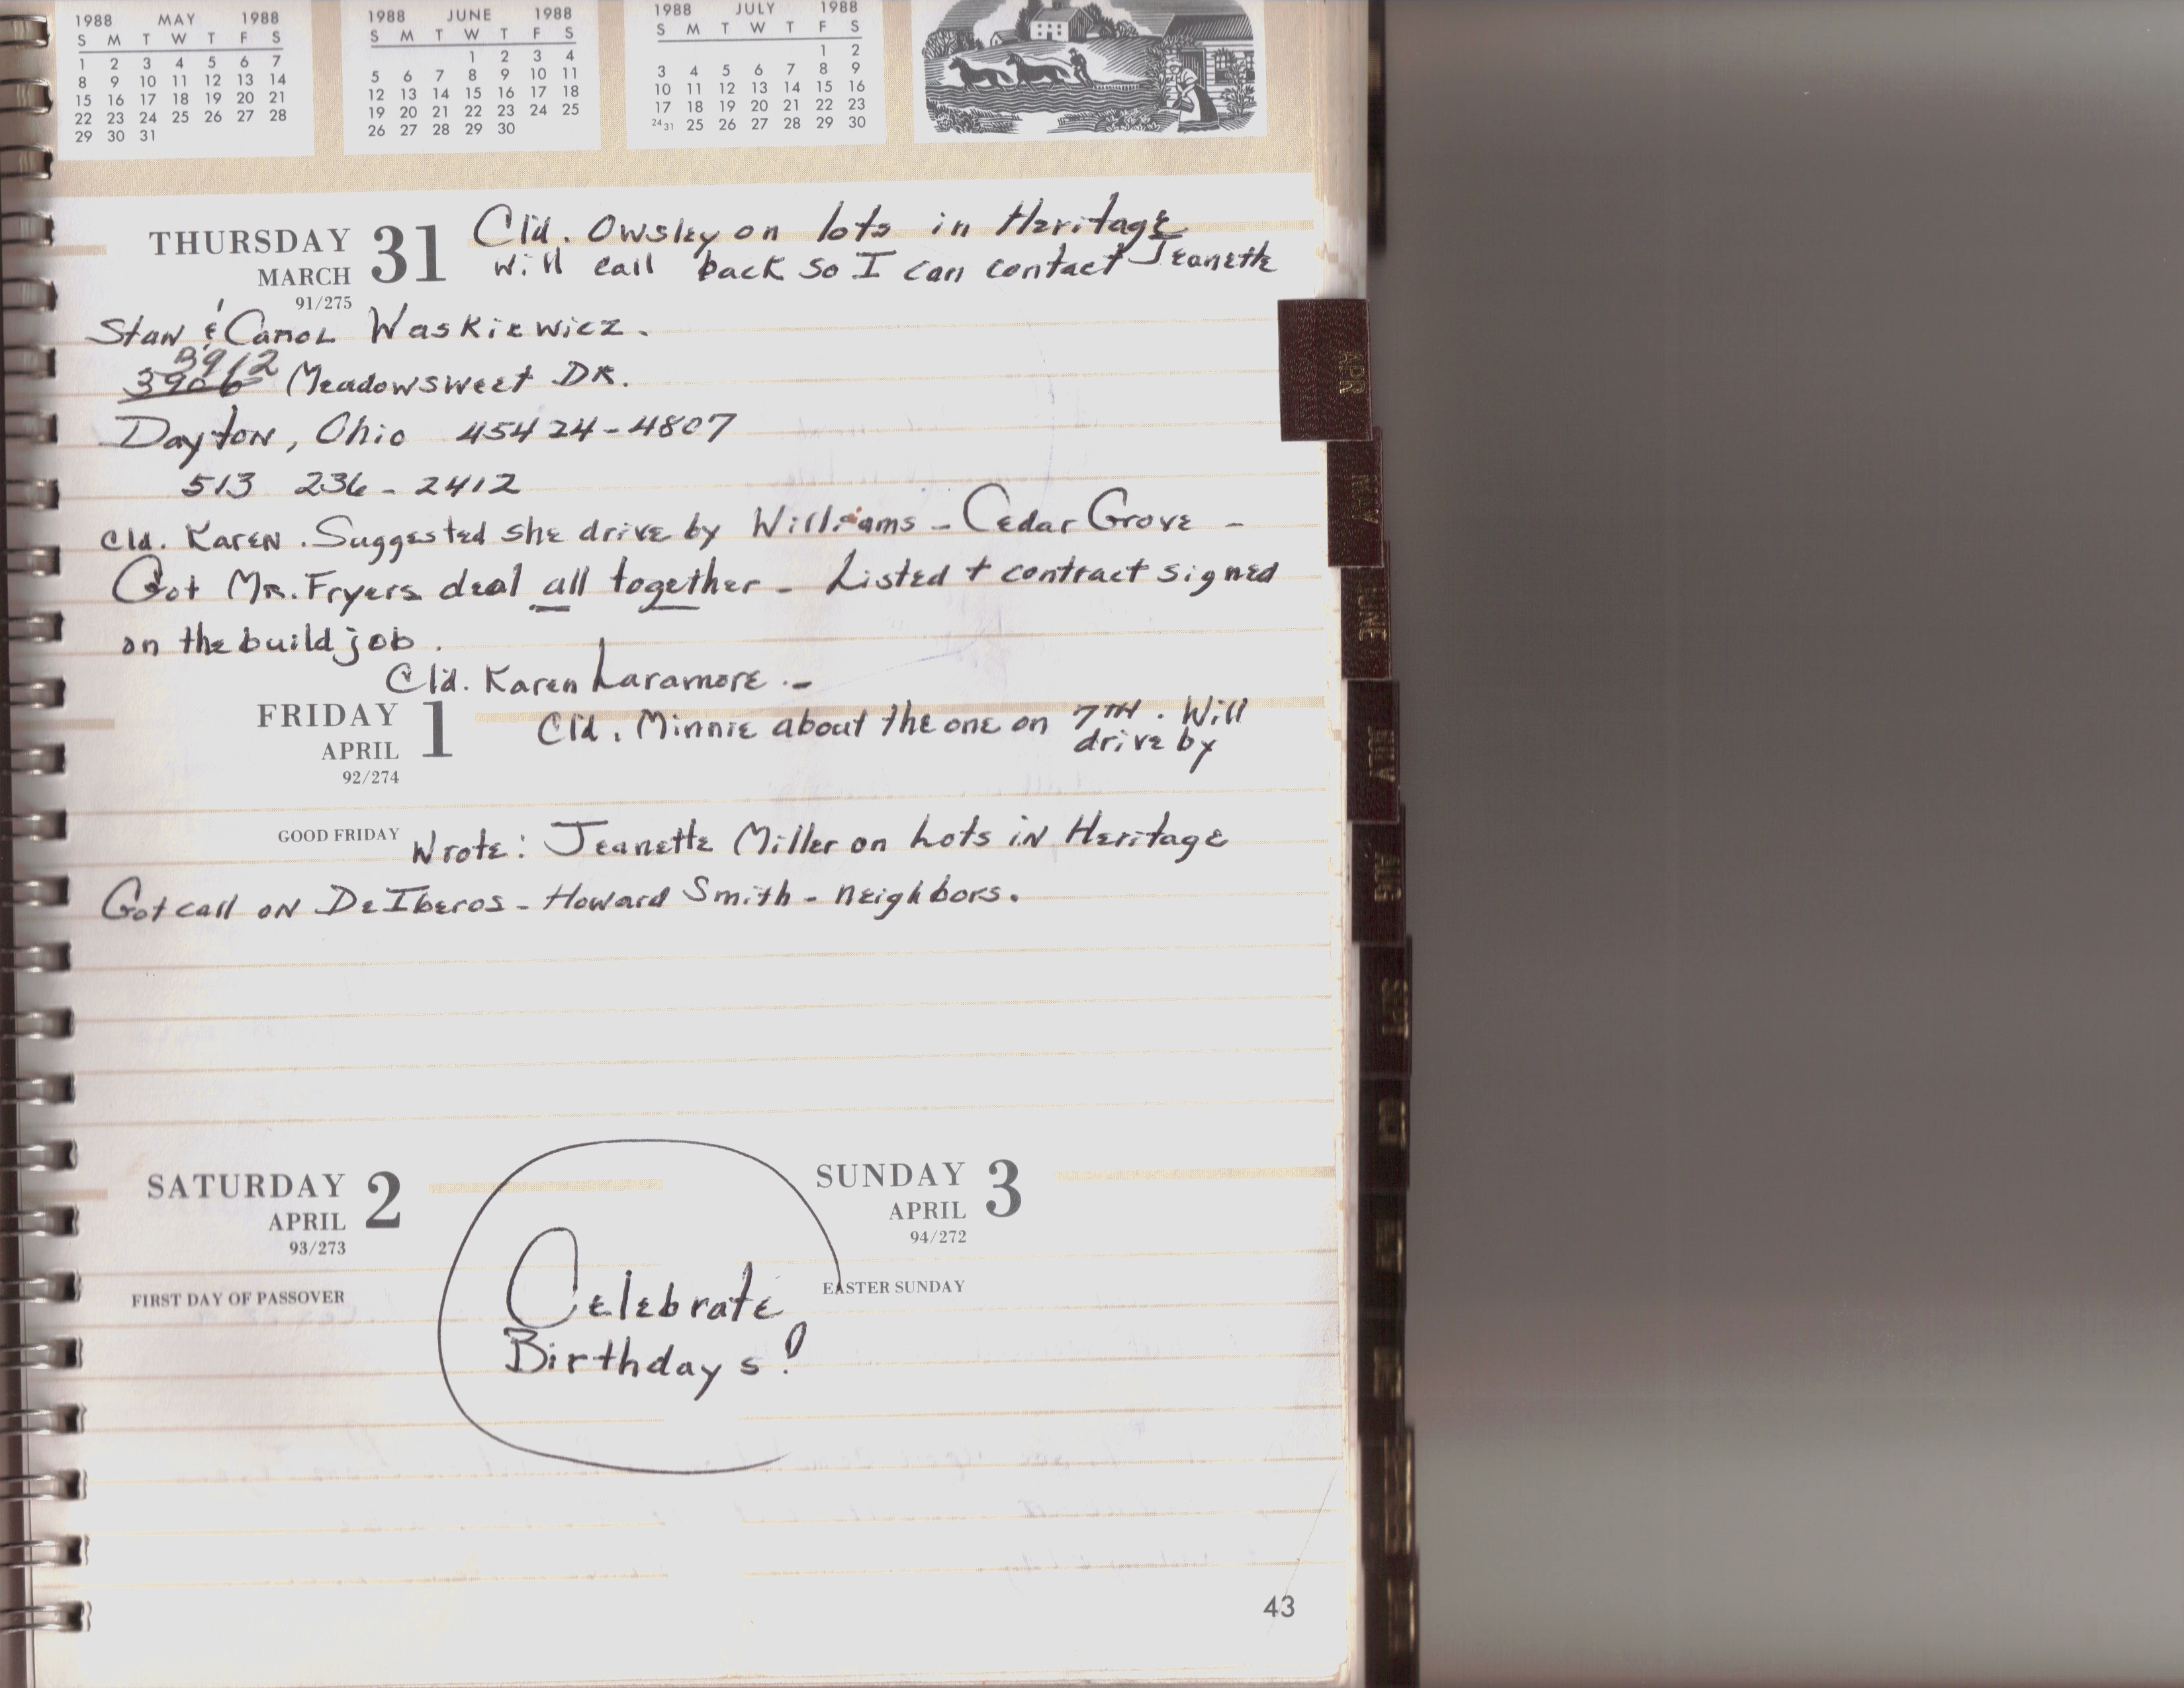 1988 MAY 1988
S M T W T F S
1 2 3 4 5 6 7
8 9 10 11 12 13 14
15 16 17 18 19 20 21
22 23 24 25 26 27 28
29 30 31
1988 JUNE 1988
S M T W T F S
1 2 3 4
5 6 7 8 9 10 11
12 13 14 15 16 17 18
19 20 21 22 23 24 25
26 27 28 29 30
1988 JULY 1988
S M T W T F S
1 2
3 4 5 6 7 8 9
10 11 12 13 14 15 16
17 18 19 20 21 22 23
24 31 25 26 27 28 29 30
THURSDAY 31
MARCH
91/275
Cld. Owsley on lots in Heritage
will call back so I can contact Jeanette
Stan & Carol Waskiewicz.
3912
3906 Meadowsweet DR.
Dayton, Ohio 45424-4807
513 236-2412
Cld. Karen. Suggested she drive by Williams - Cedar Grove -
Got Mr. Fryers deal all together - Listed + contract signed
on the build job.
Cld. Karen Laramore .-
FRIDAY 1
APRIL
92/274
Cld. Minnie about the one on 7TH. Will
drive by
GOOD FRIDAY
Wrote: Jeanette Miller on Lots in Heritage
Got call on DeIberos - Howard Smith - neighbors.
SATURDAY 2
APRIL
93/273
FIRST DAY OF PASSOVER
SUNDAY 3
APRIL
94/272
EASTER SUNDAY
Celebrate
Birthdays!
43
APR
MAY
JUNE
JULY
AUG
SEPT